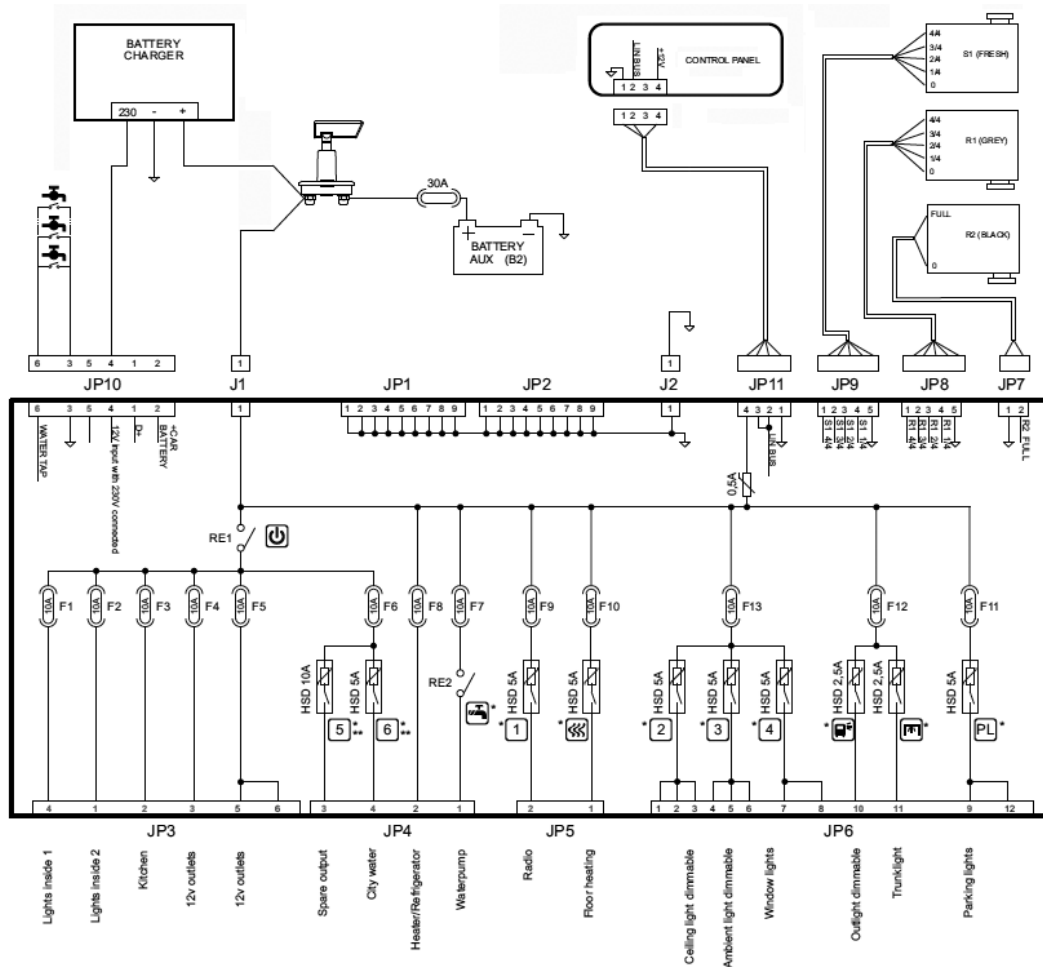 BATTERY
CHARGER
230 - +
LIN BUS
±12V
CONTROL PANEL
1 2 3 4
1 2 3 4
4/4
3/4
2/4
1/4
0
S1 (FRESH)
4/4
3/4
2/4
1/4
0
R1 (GREY)
FULL
0
R2 (BLACK)
30A
+ -
BATTERY
AUX (B2)
6 3 5 4 1 2
1
1
JP10
J1
JP1
JP2
J2
JP11
JP9
JP8
JP7
6 3 5 4 1 2
1
1 2 3 4 5 6 7 8 9
1 2 3 4 5 6 7 8 9
1
4 3 2 1
1 2 3 4 5
1 2 3 4 5
1 2
WATER TAP
12V input with 230V connected
D+
+CAR
BATTERY
LIN BUS
S1 4/4
S1 3/4
S1 2/4
S1 1/4
R1 4/4
R1 3/4
R1 2/4
R1 1/4
R2 FULL
0,5A
RE1
10A F1
10A F2
10A F3
10A F4
10A F5
10A F6
10A F8
10A F7
10A F9
10A F10
10A F13
10A F12
10A F11
HSD 10A
HSD 5A
RE2
HSD 5A
HSD 5A
HSD 5A
HSD 5A
HSD 5A
HSD 2,5A
HSD 2,5A
HSD 5A
5 * **
6 * **
*
* 1
*
* 2
* 3
* 4
*
*
PL *
4 1 2 3 5 6
3 4 2 1
2 1
1 2 3 4 5 6 7 8 10 11 9 12
JP3
JP4
JP5
JP6
Lights inside 1
Lights inside 2
Kitchen
12v outlets
12v outlets
Spare output
City water
Heater/Refrigerator
Waterpump
Radio
Floor heating
Ceiling light dimmable
Ambient light dimmable
Window lights
Outlight dimmable
Trunklight
Parking lights